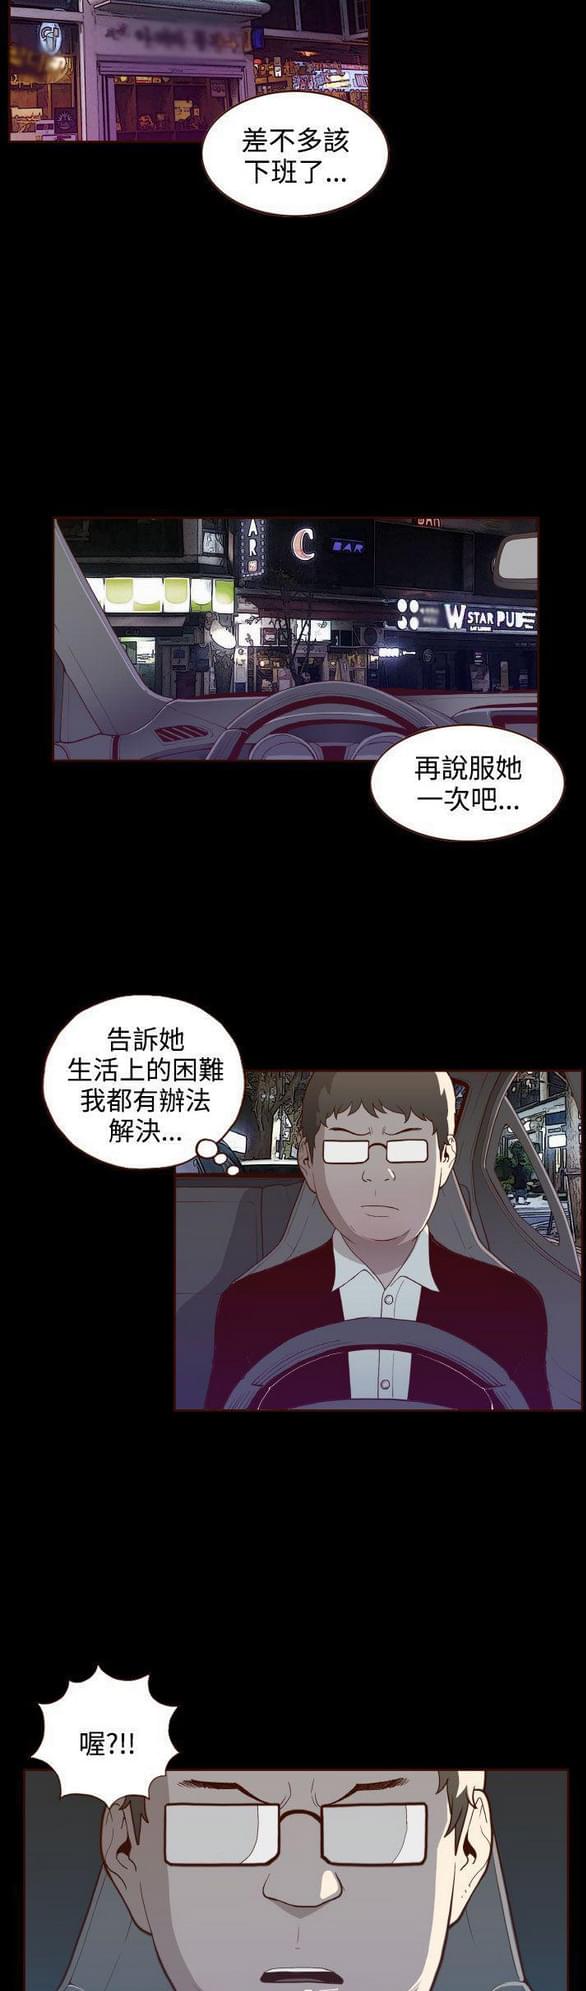 差不多該
下班了...
BAR
BAR
C
BAR
W STAR PUB
再說服她
一次吧...
告訴她
生活上的困難
我都有辦法
解決...
喔?!!